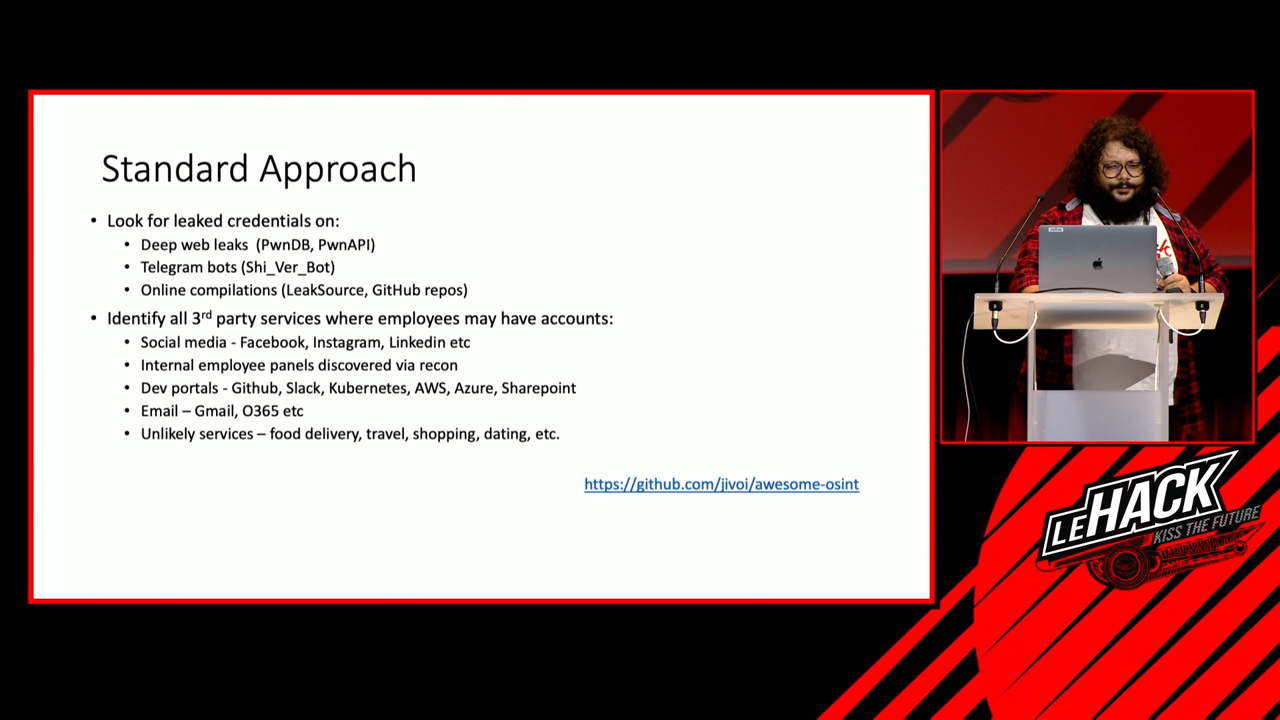 Standard Approach
• Look for leaked credentials on:
• Deep web leaks (PwnDB, PwnAPI)
• Telegram bots (Shi_Ver_Bot)
• Online compilations (LeakSource, GitHub repos)
• Identify all 3rd party services where employees may have accounts:
• Social media - Facebook, Instagram, Linkedin etc
• Internal employee panels discovered via recon
• Dev portals - Github, Slack, Kubernetes, AWS, Azure, Sharepoint
• Email – Gmail, O365 etc
• Unlikely services – food delivery, travel, shopping, dating, etc.
https://github.com/jivoi/awesome-osint
LEHACK
KISS THE FUTURE